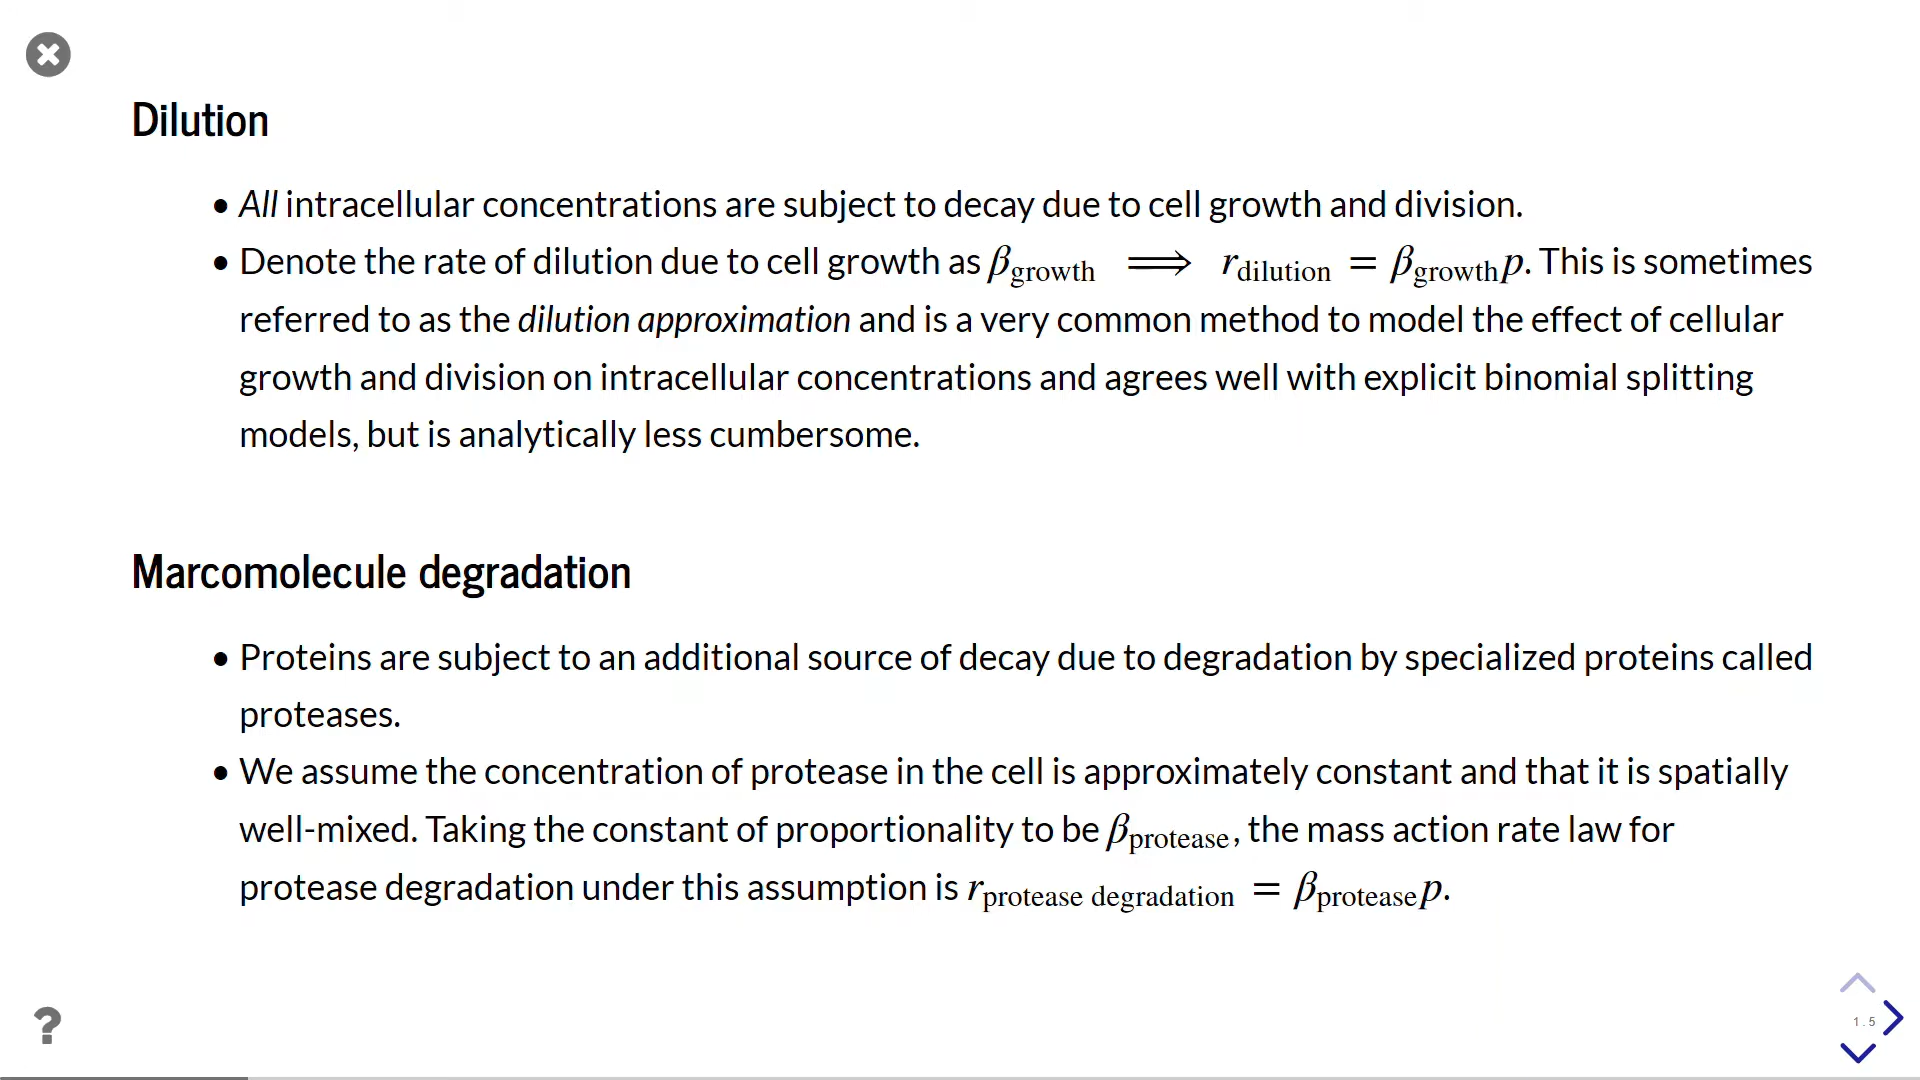 Dilution
• All intracellular concentrations are subject to decay due to cell growth and division.
• Denote the rate of dilution due to cell growth as β_growth ⟹ r_dilution = β_growth p. This is sometimes
referred to as the dilution approximation and is a very common method to model the effect of cellular
growth and division on intracellular concentrations and agrees well with explicit binomial splitting
models, but is analytically less cumbersome.
Marcomolecule degradation
• Proteins are subject to an additional source of decay due to degradation by specialized proteins called
proteases.
• We assume the concentration of protease in the cell is approximately constant and that it is spatially
well-mixed. Taking the constant of proportionality to be β_protease, the mass action rate law for
protease degradation under this assumption is r_protease degradation = β_protease p.
?
1.5